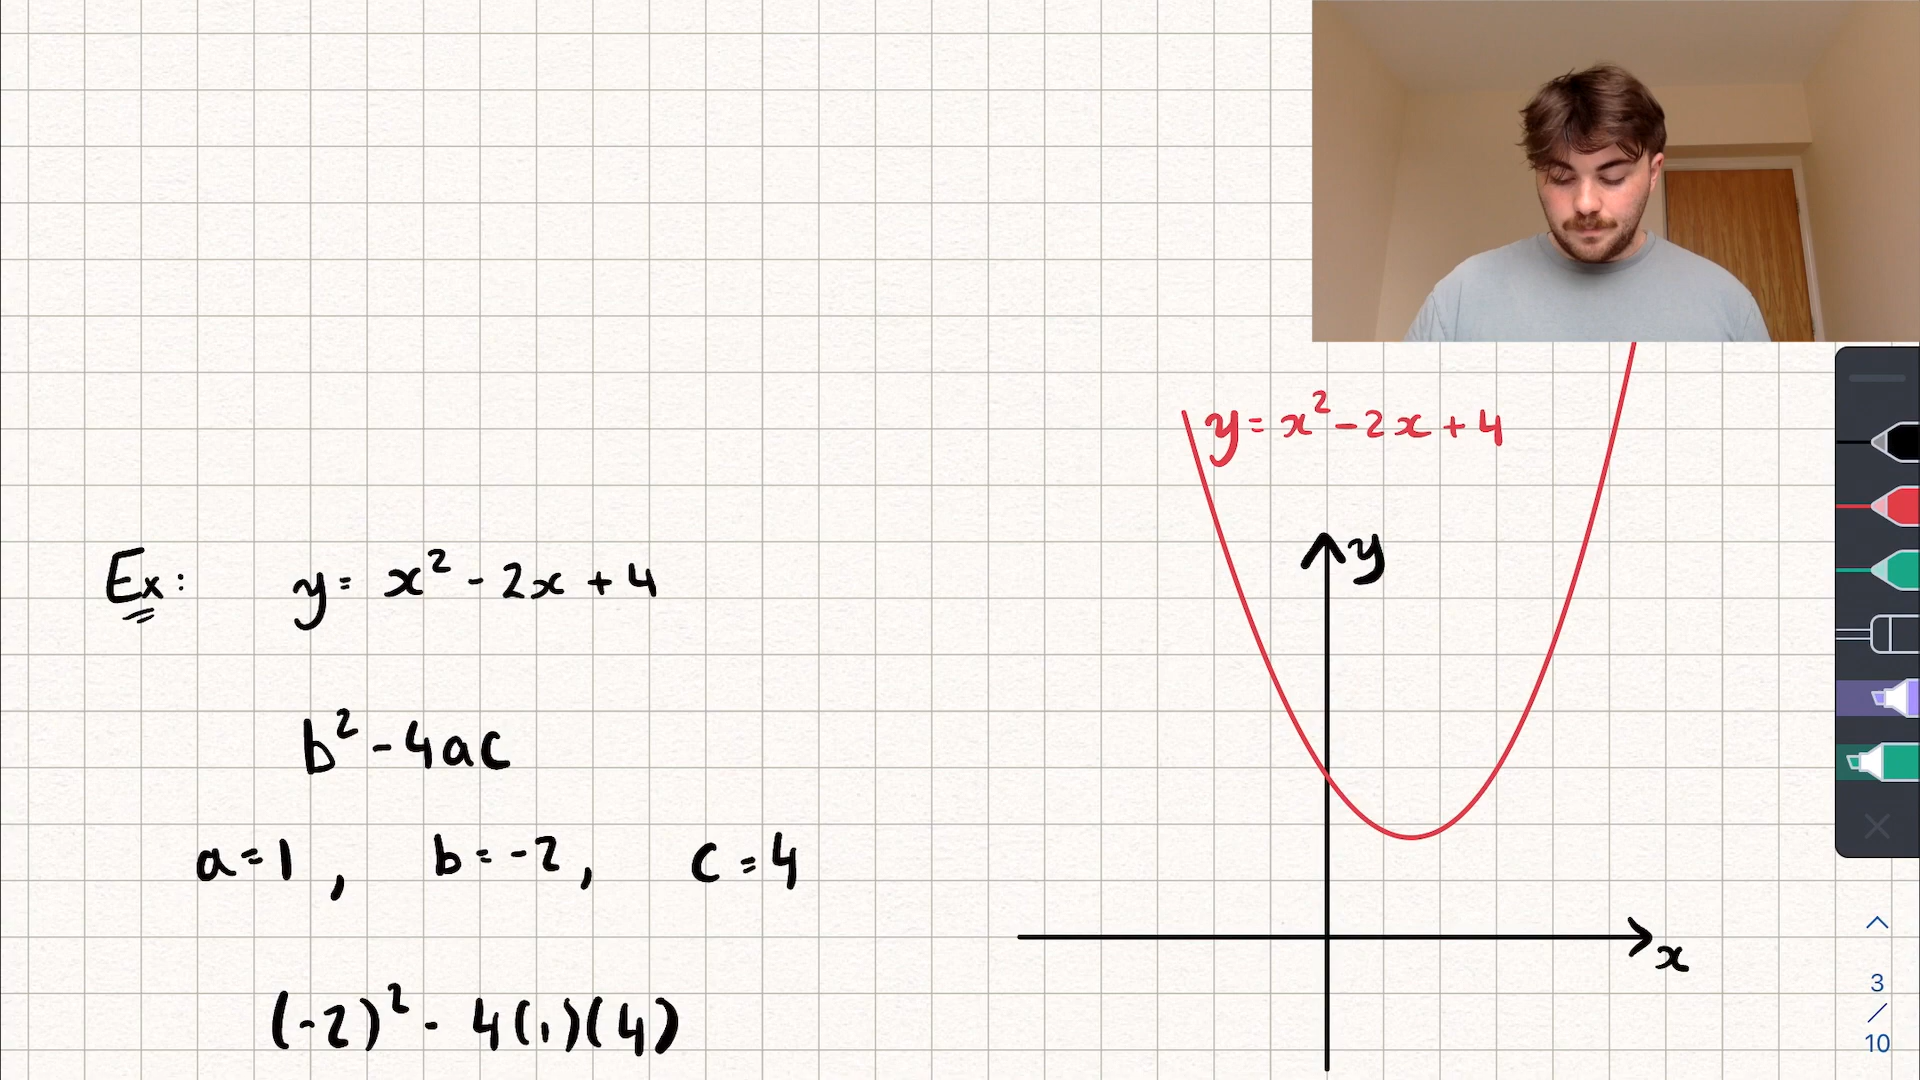 y = x² - 2x + 4
y
Ex: y = x² - 2x + 4
b² - 4ac
a = 1 , b = -2 , c = 4
x
(-2)² - 4(1)(4)
3
/
10